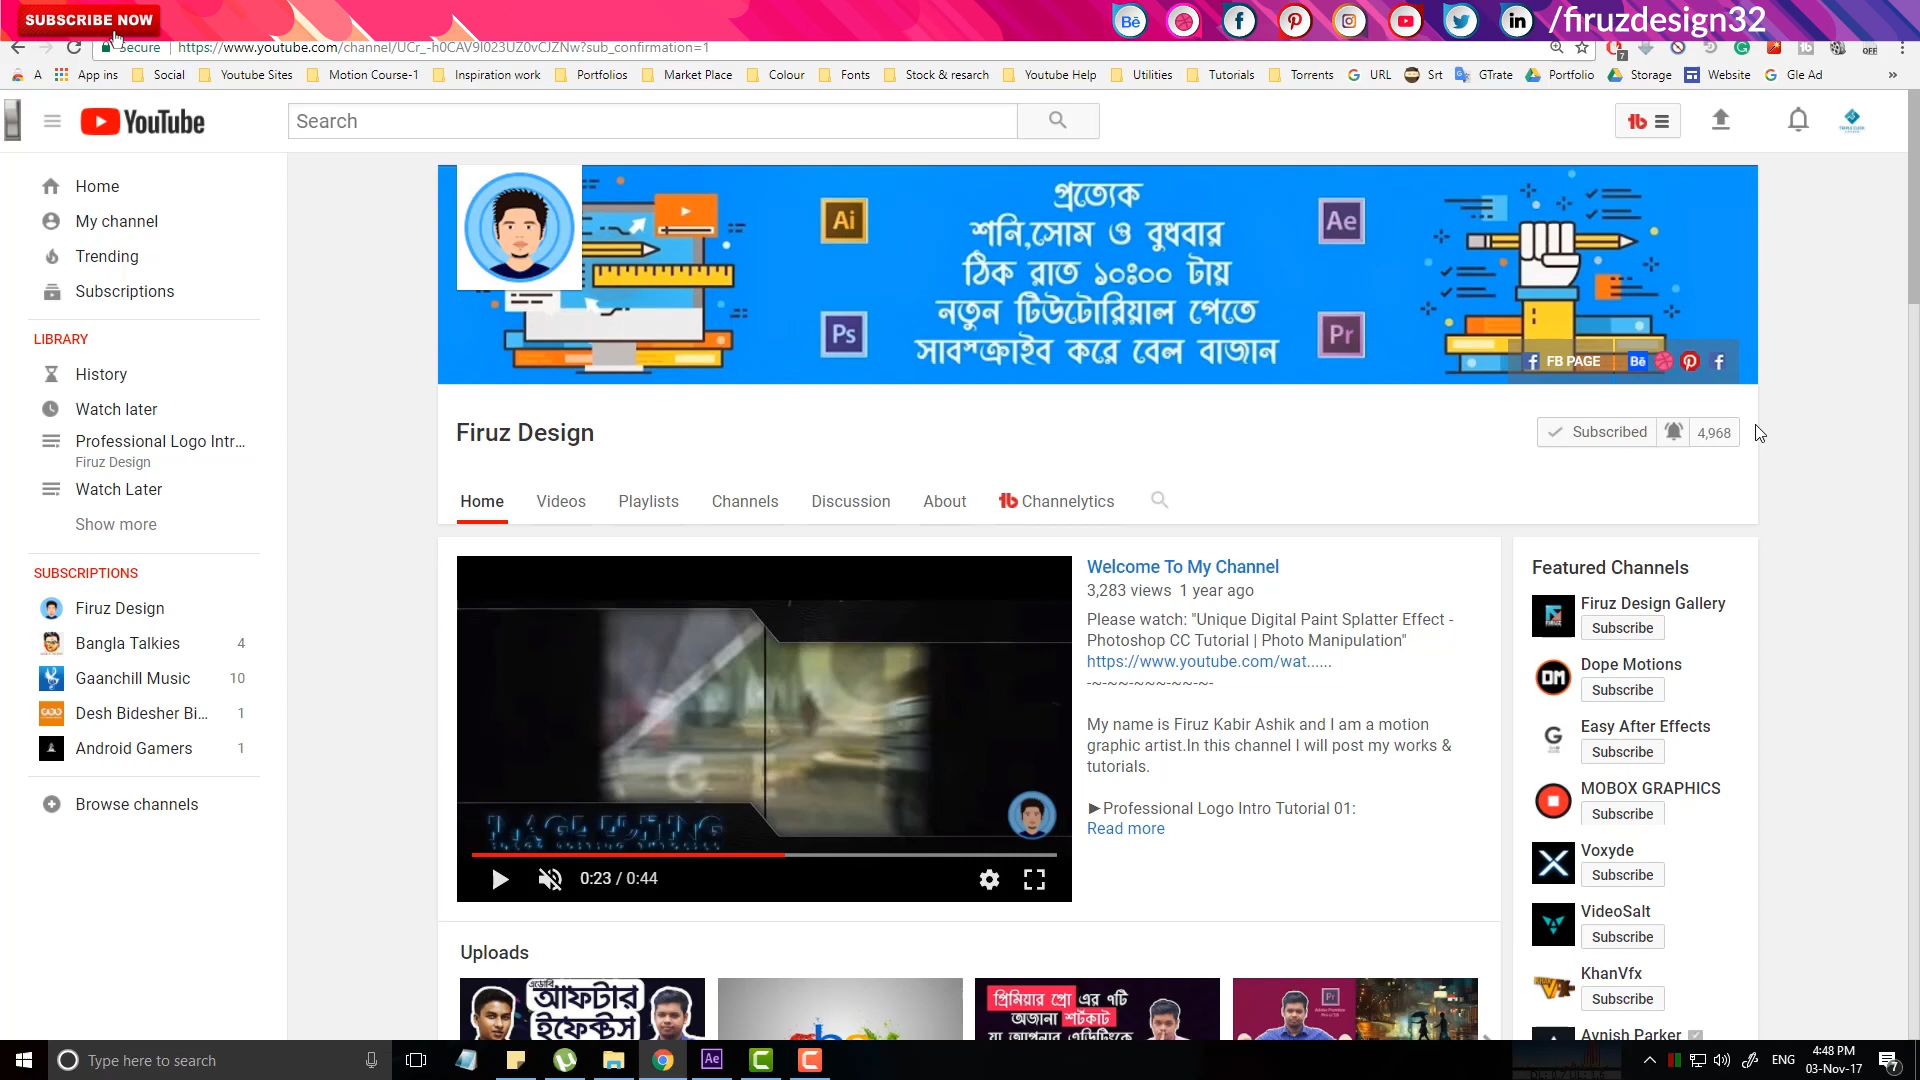 SUBSCRIBE NOW
/firuzdesign32
Secure https://www.youtube.com/channel/UCr_-h0CAV9I023UZ0vCJZNw?sub_confirmation=1
A App ins Social Youtube Sites Motion Course-1 Inspiration work Portfolios Market Place Colour Fonts Stock & resarch Youtube Help Utilities Tutorials Torrents URL Srt GTrate Portfolio Storage Website Gle Ad »
YouTube
Search
Home
My channel
Trending
Subscriptions
LIBRARY
History
Watch later
Professional Logo Intr...
Firuz Design
Watch Later
Show more
SUBSCRIPTIONS
Firuz Design
Bangla Talkies 4
Gaanchill Music 10
Desh Bidesher Bi... 1
Android Gamers 1
Browse channels
প্রত্যেক
শনি,সোম ও বুধবার
ঠিক রাত ১০ঃ০০ টায়
নতুন টিউটোরিয়াল পেতে
সাবস্ক্রাইব করে বেল বাজান
Ai
Ps
Ae
Pr
FB PAGE Bē
Firuz Design
Subscribed 4,968
Home Videos Playlists Channels Discussion About Channelytics
0:23 / 0:44
Welcome To My Channel
3,283 views 1 year ago
Please watch: "Unique Digital Paint Splatter Effect -
Photoshop CC Tutorial | Photo Manipulation"
https://www.youtube.com/wat......
-~-~~-~~~-~~-~-
My name is Firuz Kabir Ashik and I am a motion
graphic artist.In this channel I will post my works &
tutorials.
►Professional Logo Intro Tutorial 01:
Read more
Featured Channels
Firuz Design Gallery
Subscribe
Dope Motions
Subscribe
Easy After Effects
Subscribe
MOBOX GRAPHICS
Subscribe
Voxyde
Subscribe
VideoSalt
Subscribe
KhanVfx
Subscribe
Avnish Parker
Uploads
এডোবি
আফটার
ইফেক্টস
প্রিমিয়ার প্রো এর ৭টি
অজানা শর্টকাট
যা আপনার এডিটিংকে
Pr
Type here to search
ENG
4:48 PM
03-Nov-17
7